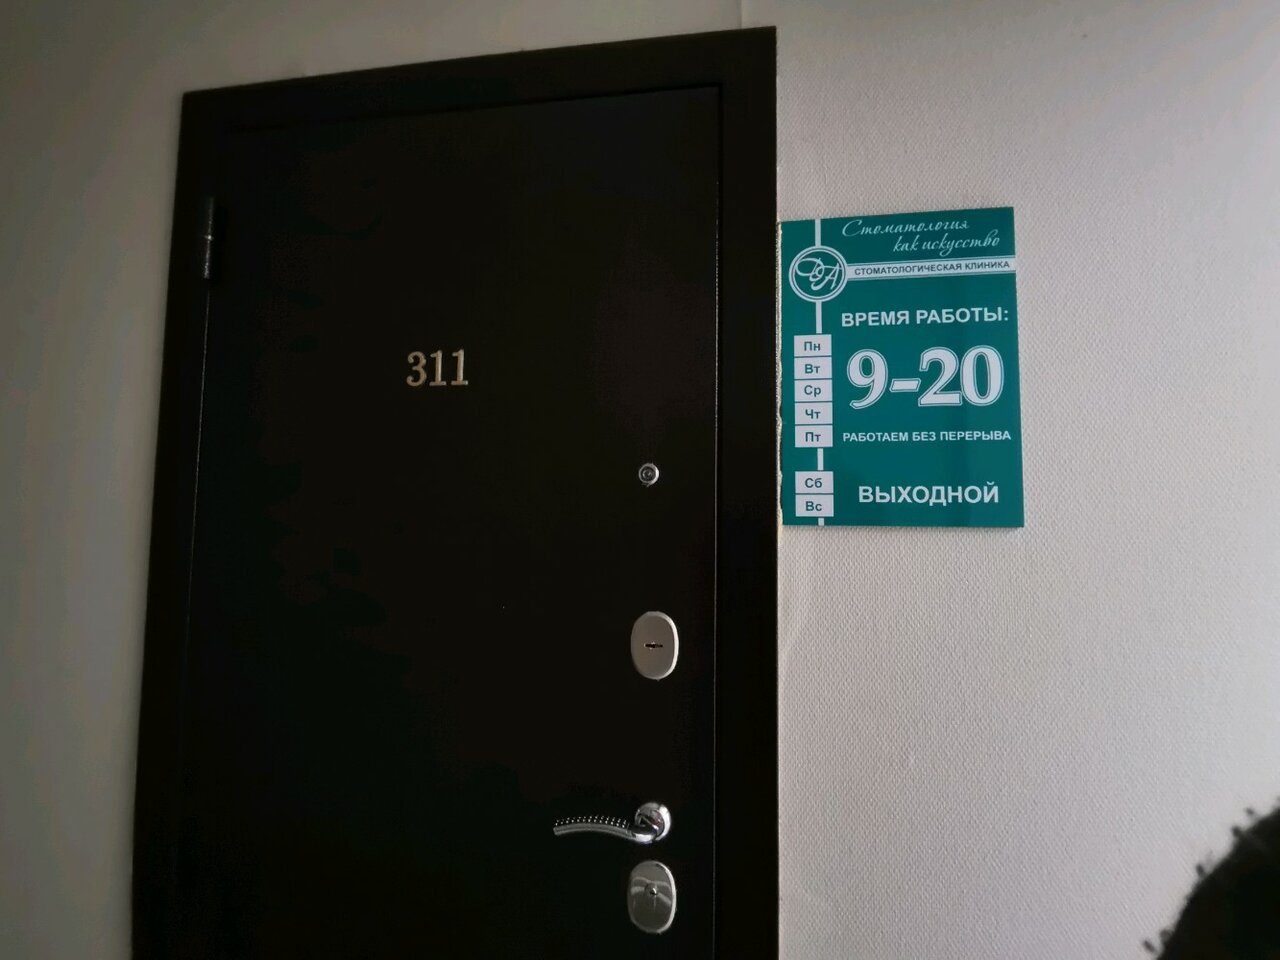 311
Стоматология
как искусство
ДА
СТОМАТОЛОГИЧЕСКАЯ КЛИНИКА
ВРЕМЯ РАБОТЫ:
Пн
Вт
Ср
Чт
Пт
9-20
РАБОТАЕМ БЕЗ ПЕРЕРЫВА
Сб
Вс
ВЫХОДНОЙ